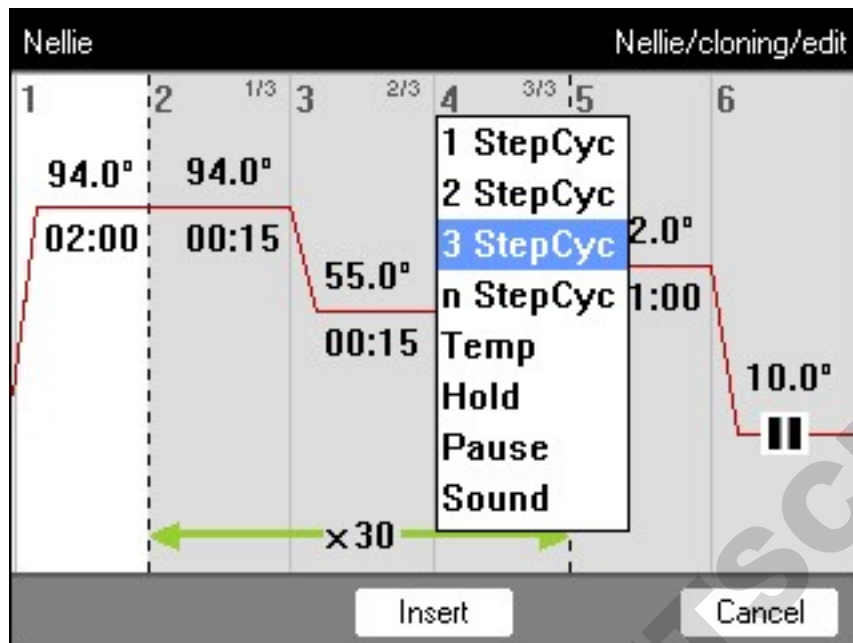 Nellie
Nellie/cloning/edit
1 2 1/3 3 2/3 4 3/3 5 6
94.0° 94.0°
02:00 00:15
55.0°
00:15
1 StepCyc
2 StepCyc
3 StepCyc
n StepCyc
Temp
Hold
Pause
Sound
2.0°
1:00
10.0°
×30
Insert
Cancel